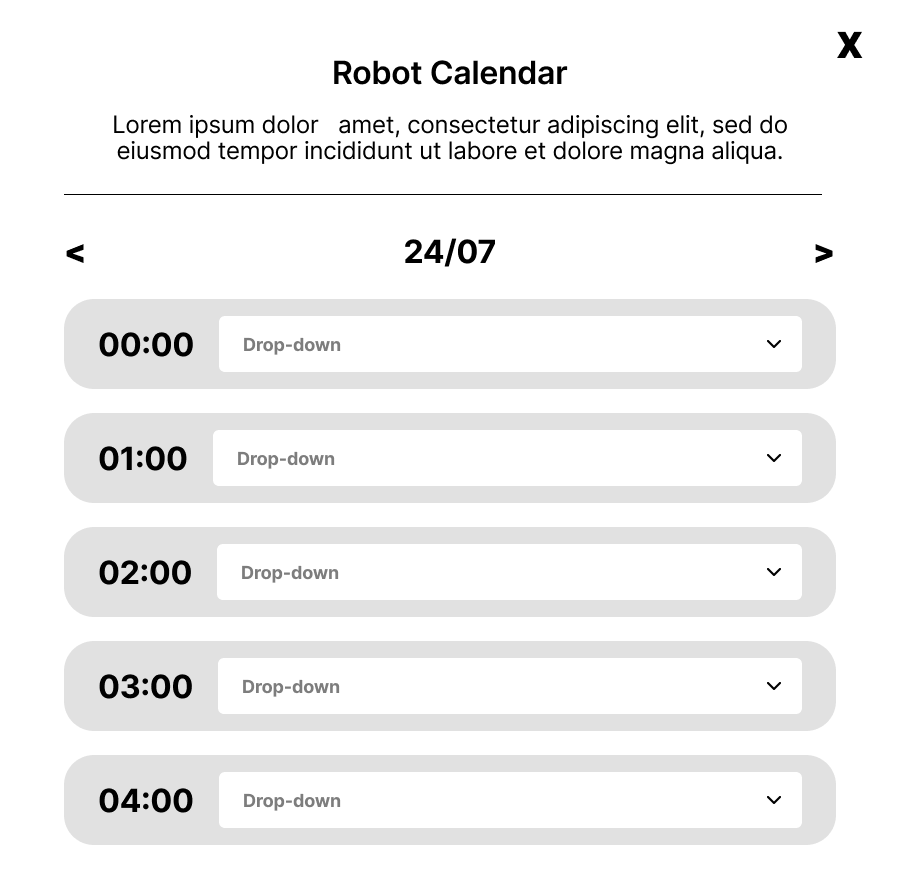 X
Robot Calendar
Lorem ipsum dolor amet, consectetur adipiscing elit, sed do
eiusmod tempor incididunt ut labore et dolore magna aliqua.
< 24/07 >
00:00 Drop-down
01:00 Drop-down
02:00 Drop-down
03:00 Drop-down
04:00 Drop-down